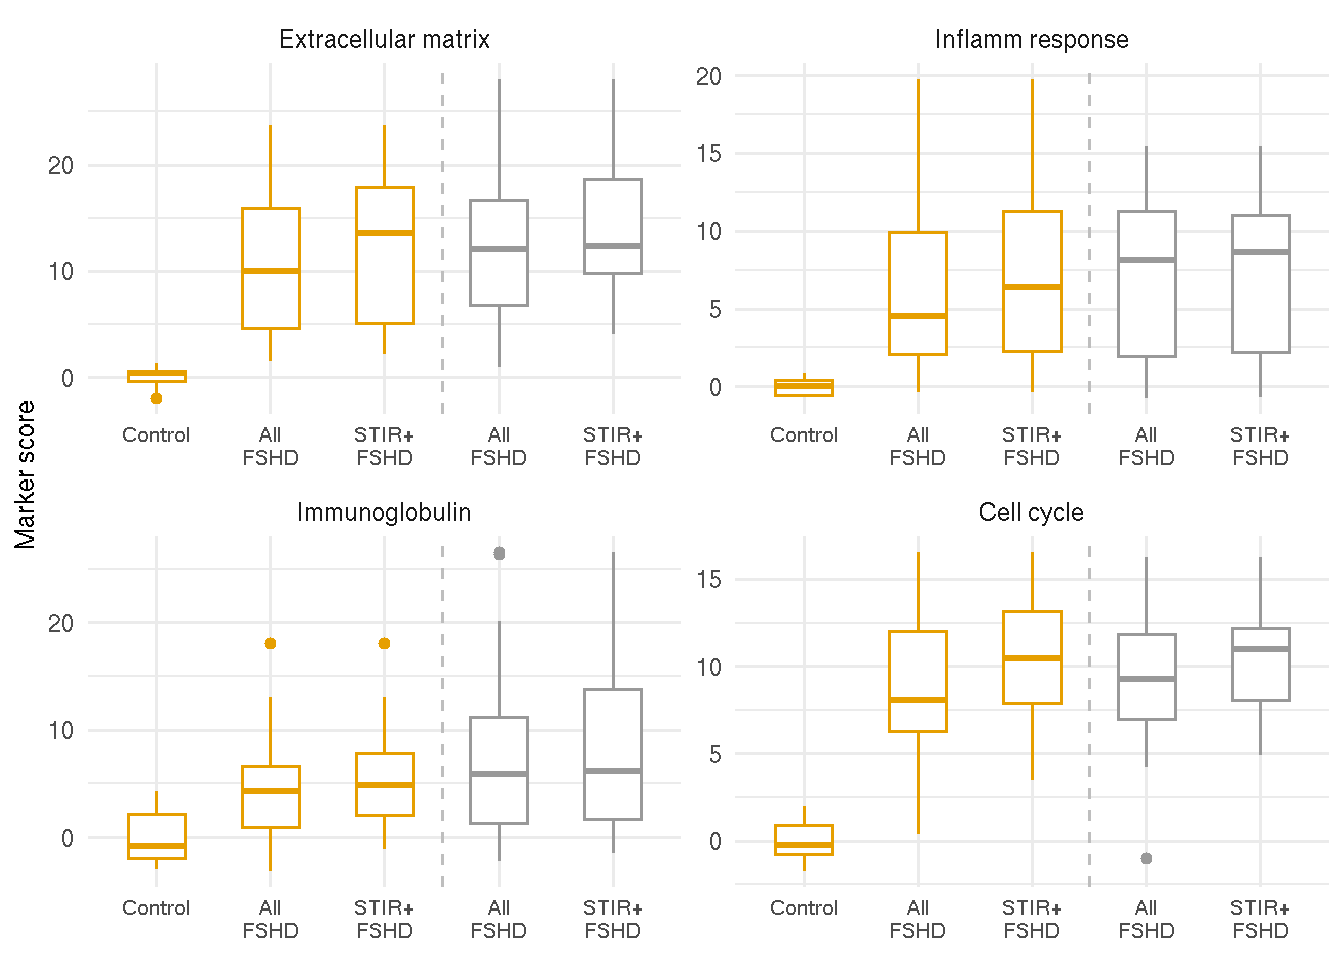 Extracellular matrix
20
10
0
Control
All
FSHD
STIR+
FSHD
All
FSHD
STIR+
FSHD
Inflamm response
20
15
10
5
0
Control
All
FSHD
STIR+
FSHD
All
FSHD
STIR+
FSHD
Marker score
Immunoglobulin
20
10
0
Control
All
FSHD
STIR+
FSHD
All
FSHD
STIR+
FSHD
Cell cycle
15
10
5
0
Control
All
FSHD
STIR+
FSHD
All
FSHD
STIR+
FSHD